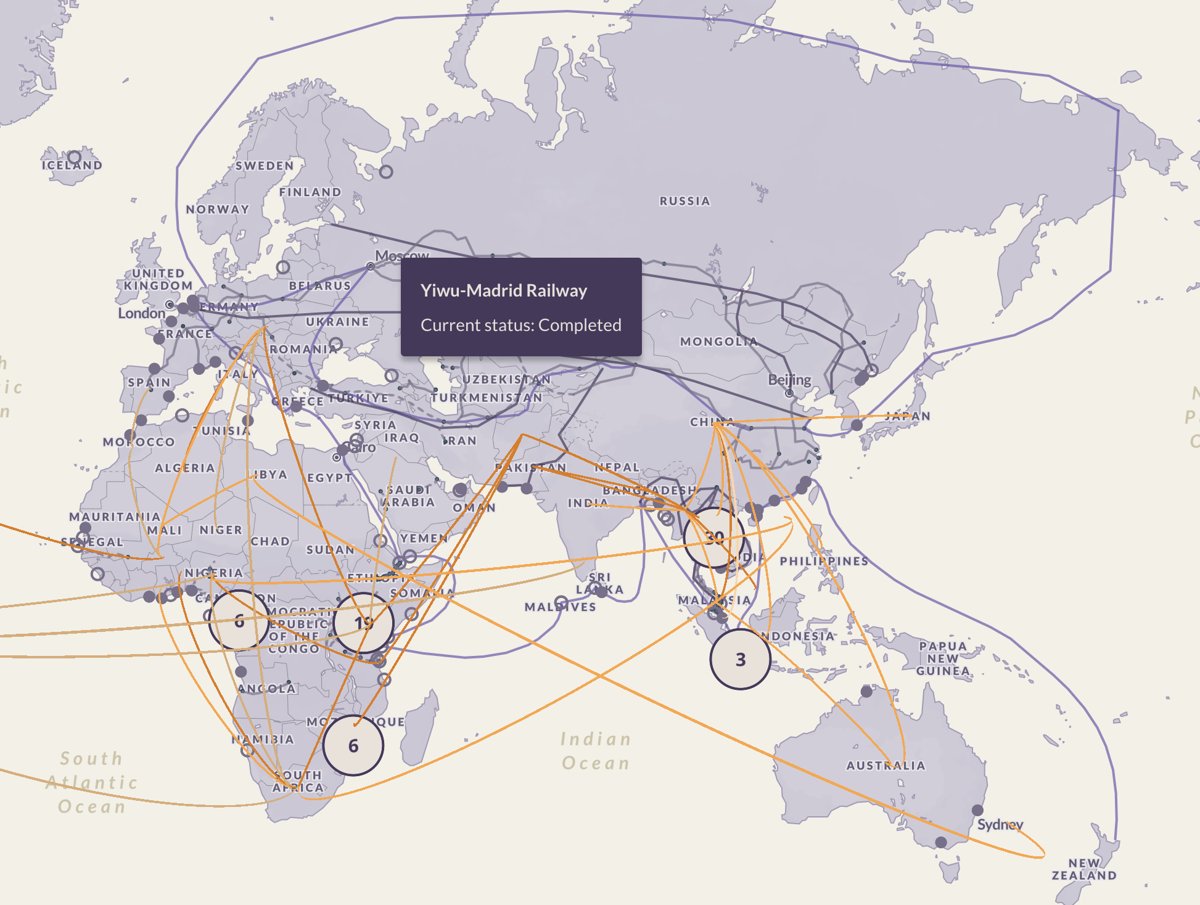 ICELAND
SWEDEN
FINLAND
NORWAY
RUSSIA
Moscow
UNITED
KINGDOM
BELARUS
London
Yiwu-Madrid Railway
Current status: Completed
UKRAINE
FRANCE
ROMANIA
MONGOLIA
ITALY
SPAIN
UZBEKISTAN
Beijing
GREECE
TÜRKIYE
TURKMENISTAN
JAPAN
CHINA
SYRIA
TUNISIA
MOROCCO
IRAQ
IRAN
ALGERIA
LIBYA
EGYPT
PAKISTAN
NEPAL
SAUDI
ARABIA
BANGLADESH
INDIA
OMAN
MAURITANIA
MALI
NIGER
CHAD
SUDAN
YEMEN
SENEGAL
30
PHILIPPINES
NIGERIA
ETHIOPIA
SRI
LANKA
SOMALIA
MALDIVES
MALAYSIA
6
19
OF THE
CONGO
INDONESIA
3
PAPUA
NEW
GUINEA
ANGOLA
NAMIBIA
6
South
Atlantic
Ocean
Indian
Ocean
AUSTRALIA
SOUTH
AFRICA
Sydney
NEW
ZEALAND